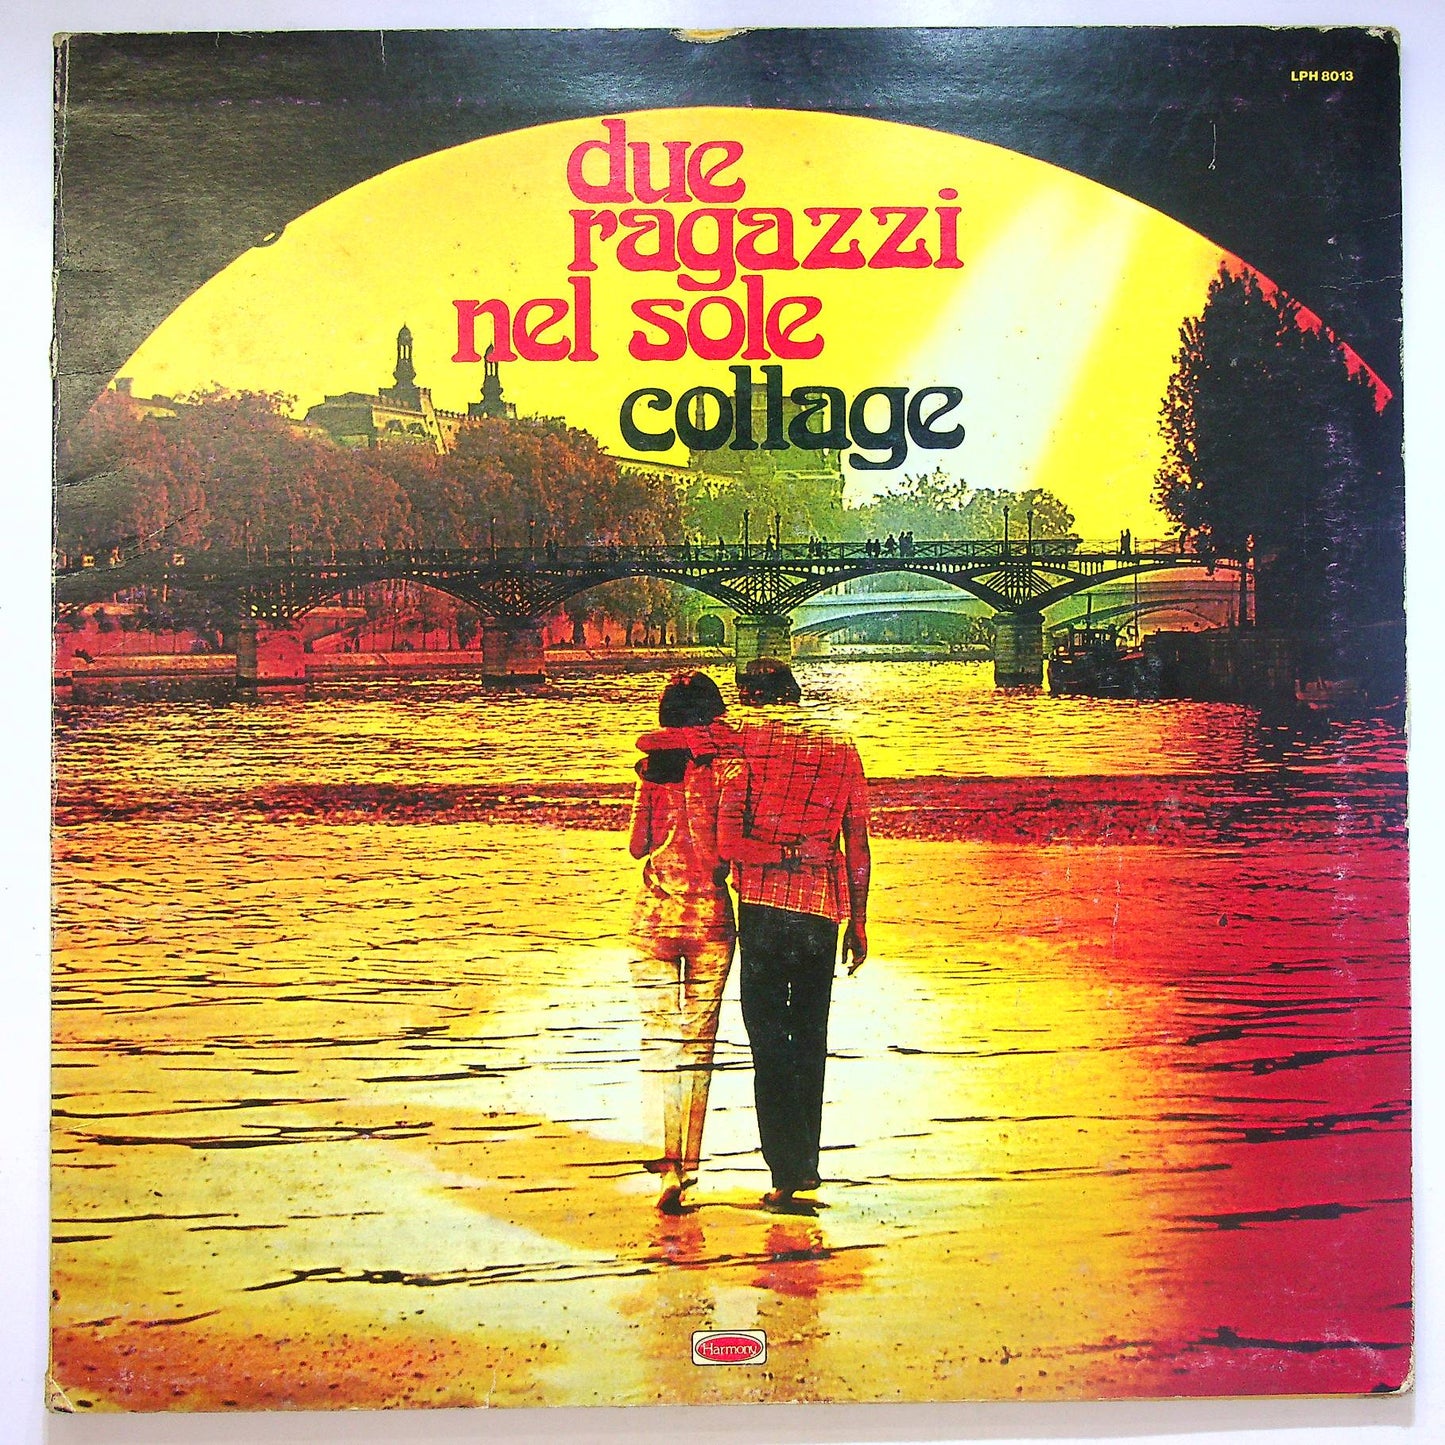 LPH 8013
due
ragazzi
nel sole
collage
Harmony